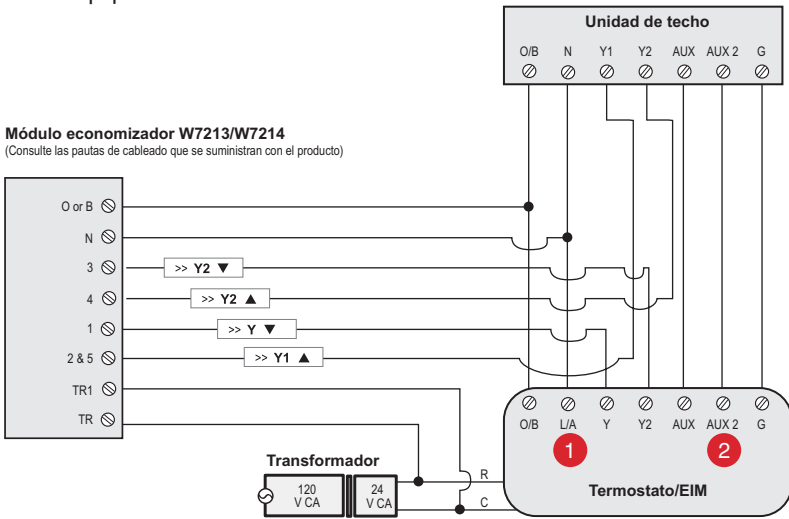 Unidad de techo
O/B N Y1 Y2 AUX AUX 2 G
Módulo economizador W7213/W7214
(Consulte las pautas de cableado que se suministran con el producto)
O or B
N
3 >> Y2 ▼
4 >> Y2 ▲
1 >> Y ▼
2 & 5 >> Y1 ▲
TR1
TR
O/B L/A Y Y2 AUX AUX 2 G
1 2
Termostato/EIM
Transformador
120 V CA
24 V CA
R
C